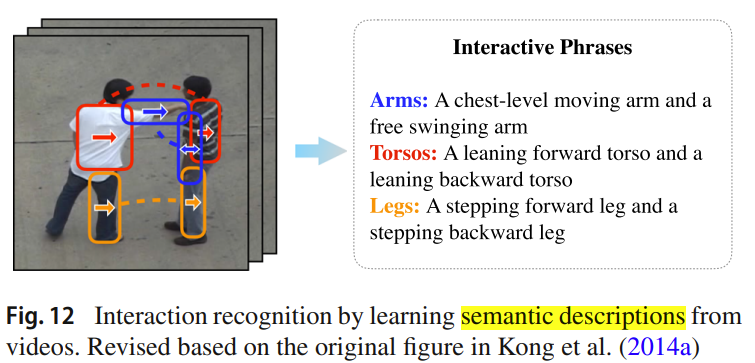 Interactive Phrases
Arms: A chest-level moving arm and a
free swinging arm
Torsos: A leaning forward torso and a
leaning backward torso
Legs: A stepping forward leg and a
stepping backward leg
Fig. 12 Interaction recognition by learning semantic descriptions from
videos. Revised based on the original figure in Kong et al. (2014a)